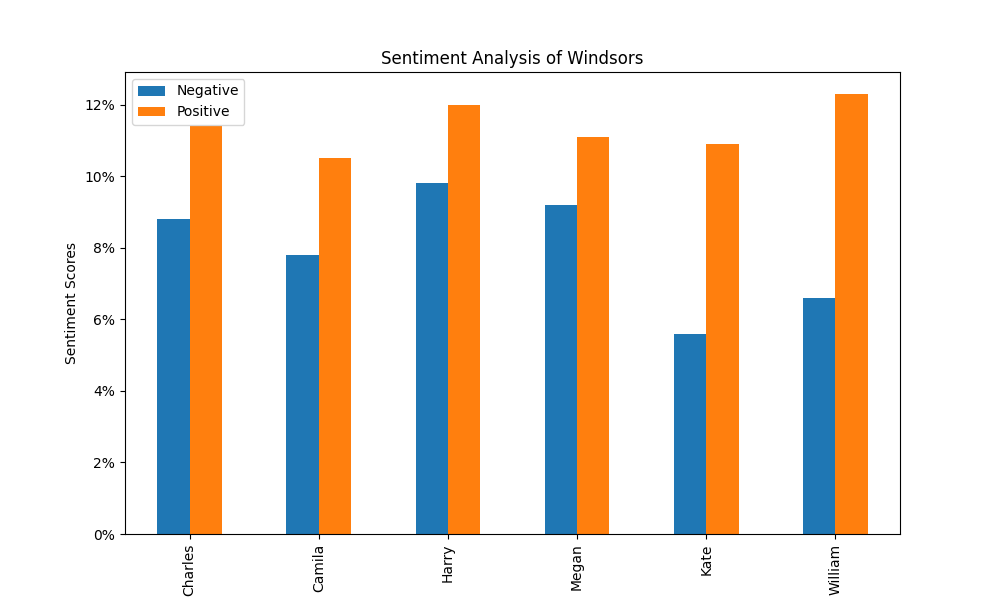 Sentiment Analysis of Windsors
Negative
Positive
12%
10%
8%
6%
4%
2%
0%
Sentiment Scores
Charles
Camila
Harry
Megan
Kate
William